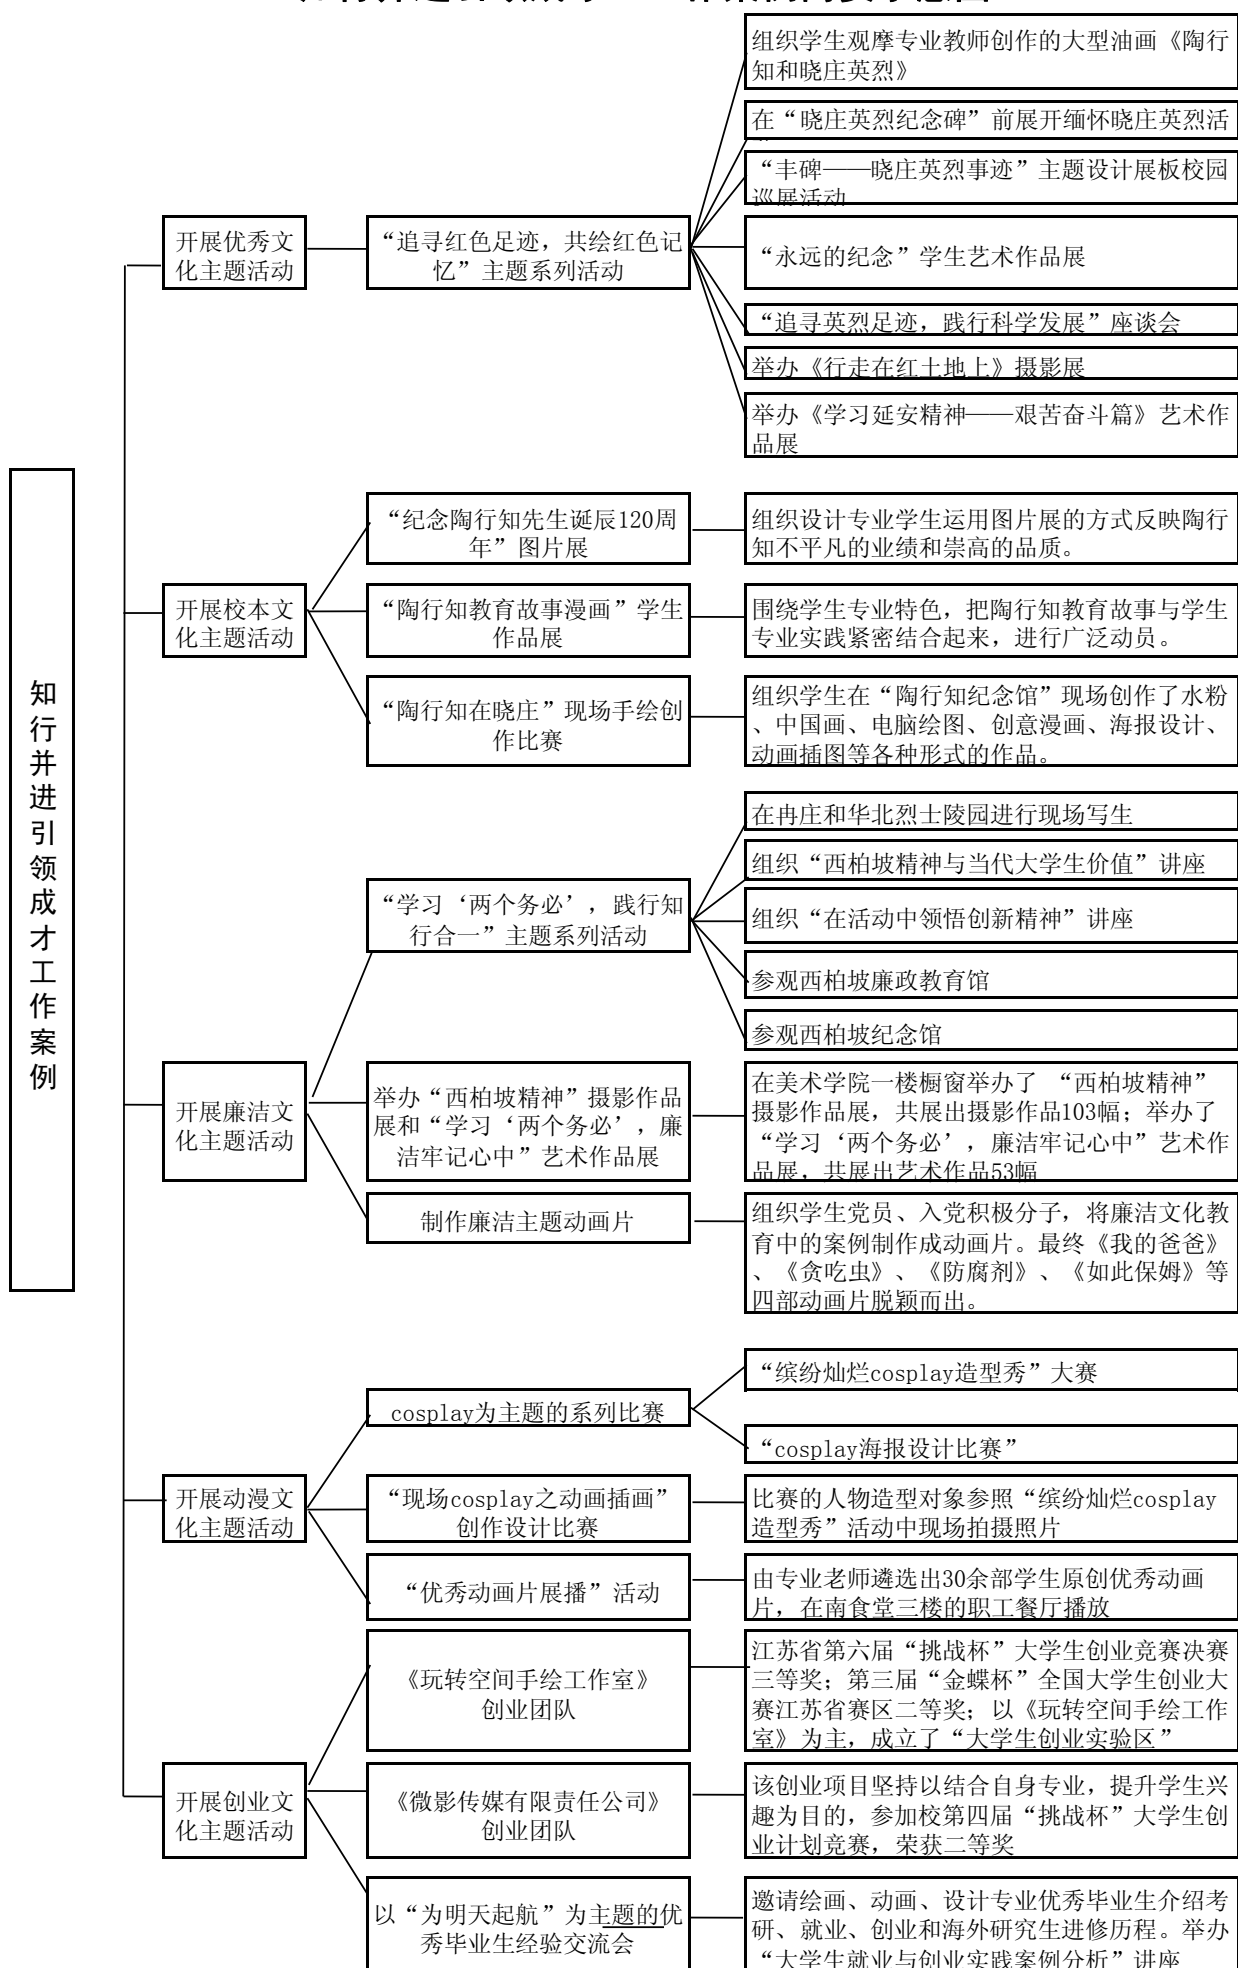 组织学生观摩专业教师创作的大型油画《陶行
知和晓庄英烈》
在“晓庄英烈纪念碑”前展开缅怀晓庄英烈活
“丰碑——晓庄英烈事迹”主题设计展板校园
巡展活动
开展优秀文
化主题活动
“追寻红色足迹，共绘红色记
忆”主题系列活动
“永远的纪念”学生艺术作品展
“追寻英烈足迹，践行科学发展”座谈会
举办《行走在红土地上》摄影展
举办《学习延安精神——艰苦奋斗篇》艺术作
品展
知行并进引领成才工作案例
开展校本文
化主题活动
“纪念陶行知先生诞辰120周
年”图片展
组织设计专业学生运用图片展的方式反映陶行
知不平凡的业绩和崇高的品质。
“陶行知教育故事漫画”学生
作品展
围绕学生专业特色，把陶行知教育故事与学生
专业实践紧密结合起来，进行广泛动员。
“陶行知在晓庄”现场手绘创
作比赛
组织学生在“陶行知纪念馆”现场创作了水粉
、中国画、电脑绘图、创意漫画、海报设计、
动画插图等各种形式的作品。
开展廉洁文
化主题活动
“学习‘两个务必’，践行知
行合一”主题系列活动
在冉庄和华北烈士陵园进行现场写生
组织“西柏坡精神与当代大学生价值”讲座
组织“在活动中领悟创新精神”讲座
参观西柏坡廉政教育馆
参观西柏坡纪念馆
举办“西柏坡精神”摄影作品
展和“学习‘两个务必’，廉
洁牢记心中”艺术作品展
在美术学院一楼橱窗举办了 “西柏坡精神”
摄影作品展，共展出摄影作品103幅；举办了
“学习‘两个务必’，廉洁牢记心中”艺术作
品展，共展出艺术作品53幅
制作廉洁主题动画片
组织学生党员、入党积极分子，将廉洁文化教
育中的案例制作成动画片。最终《我的爸爸》
、《贪吃虫》、《防腐剂》、《如此保姆》等
四部动画片脱颖而出。
开展动漫文
化主题活动
cosplay为主题的系列比赛
“缤纷灿烂cosplay造型秀”大赛
“cosplay海报设计比赛”
“现场cosplay之动画插画”
创作设计比赛
比赛的人物造型对象参照“缤纷灿烂cosplay
造型秀”活动中现场拍摄照片
“优秀动画片展播”活动
由专业老师遴选出30余部学生原创优秀动画
片，在南食堂三楼的职工餐厅播放
开展创业文
化主题活动
《玩转空间手绘工作室》
创业团队
江苏省第六届“挑战杯”大学生创业竞赛决赛
三等奖；第三届“金蝶杯”全国大学生创业大
赛江苏省赛区二等奖；以《玩转空间手绘工作
室》为主，成立了“大学生创业实验区”
《微影传媒有限责任公司》
创业团队
该创业项目坚持以结合自身专业，提升学生兴
趣为目的，参加校第四届“挑战杯”大学生创
业计划竞赛，荣获二等奖
以“为明天起航”为主题的优
秀毕业生经验交流会
邀请绘画、动画、设计专业优秀毕业生介绍考
研、就业、创业和海外研究生进修历程。举办
“大学生就业与创业实践案例分析”讲座